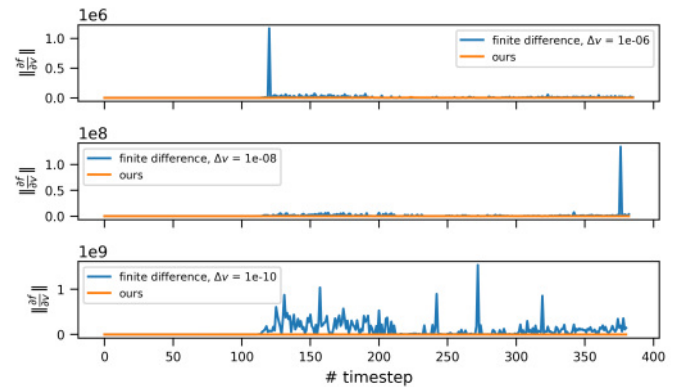 1e6
1.0
0.5
0.0
‖∂f/∂v‖
finite difference, Δv = 1e-06
ours
1e8
1.0
0.5
0.0
‖∂f/∂v‖
finite difference, Δv = 1e-08
ours
1e9
1
0
‖∂f/∂v‖
finite difference, Δv = 1e-10
ours
0 50 100 150 200 250 300 350 400
# timestep